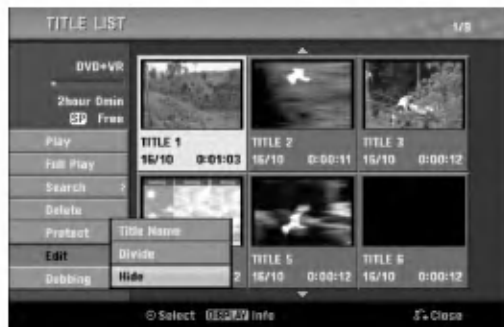 TITLE LIST
1/9
DVD+VR
2hour 0min
SP Free
Play
Full Play
Search
Delete
Protect
Edit
Dubbing
Title Name
Divide
Hide
TITLE 1
16/10 0:01:03
TITLE 2
16/10 0:00:11
TITLE 3
16/10 0:00:12
2
TITLE 5
16/10 0:00:12
TITLE 6
16/10 0:00:12
Select DISPLAY Info
Close